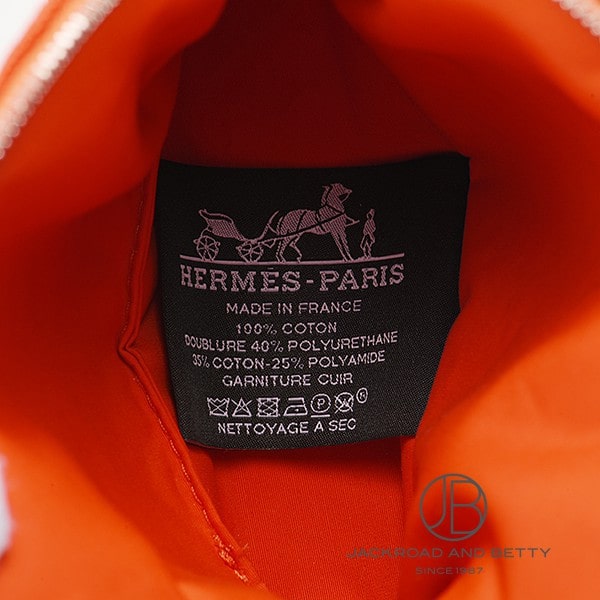 HERMÈS-PARIS
MADE IN FRANCE
100% COTON
DOUBLURE 40% POLYURETHANE
35% COTON-25% POLYAMIDE
GARNITURE CUIR
NETTOYAGE A SEC
JB
JACKROAD AND BETTY
SINCE 1987